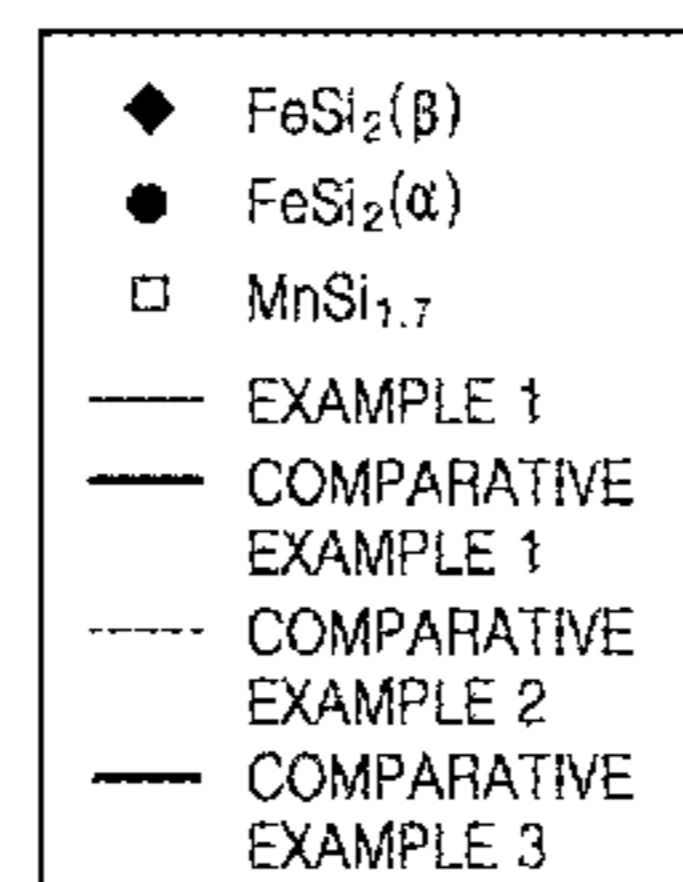 FeSi₂(β)
FeSi₂(α)
MnSi₁.₇
EXAMPLE 1
COMPARATIVE
EXAMPLE 1
COMPARATIVE
EXAMPLE 2
COMPARATIVE
EXAMPLE 3